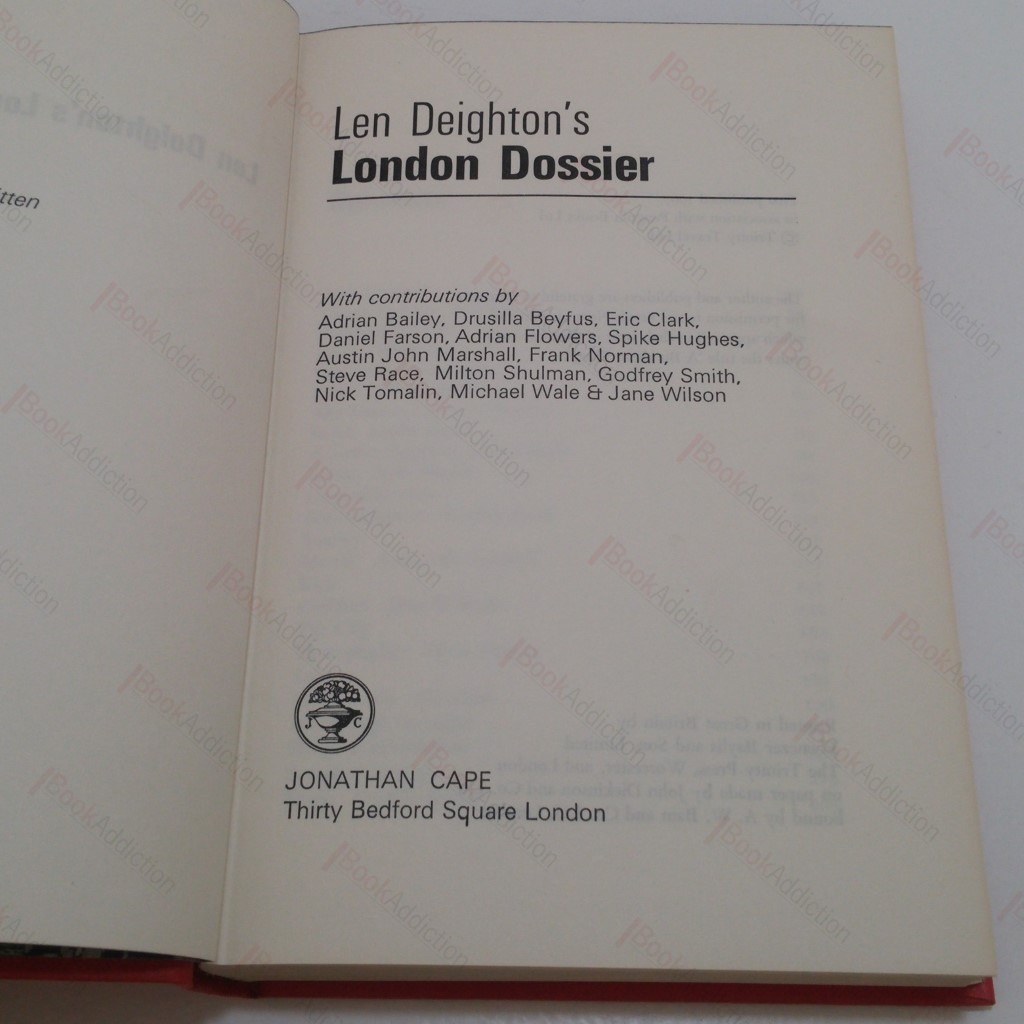 itten
Len Deighton's
London Dossier
With contributions by
Adrian Bailey, Drusilla Beyfus, Eric Clark,
Daniel Farson, Adrian Flowers, Spike Hughes,
Austin John Marshall, Frank Norman,
Steve Race, Milton Shulman, Godfrey Smith,
Nick Tomalin, Michael Wale & Jane Wilson
J C
JONATHAN CAPE
Thirty Bedford Square London
BookAddiction